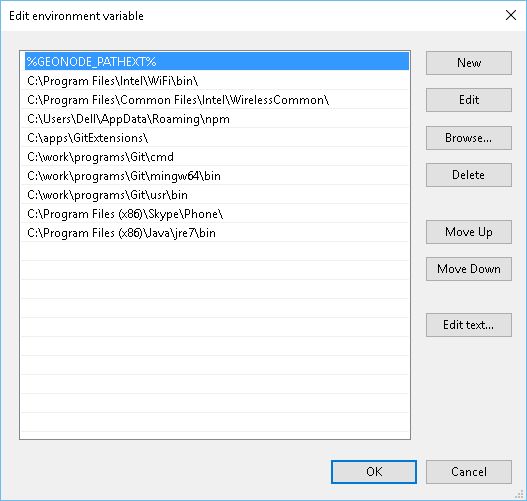 Edit environment variable
%GEONODE_PATHEXT%
C:\Program Files\Intel\WiFi\bin\
C:\Program Files\Common Files\Intel\WirelessCommon\
C:\Users\Dell\AppData\Roaming\npm
C:\apps\GitExtensions\
C:\work\programs\Git\cmd
C:\work\programs\Git\mingw64\bin
C:\work\programs\Git\usr\bin
C:\Program Files (x86)\Skype\Phone\
C:\Program Files (x86)\Java\jre7\bin
New
Edit
Browse...
Delete
Move Up
Move Down
Edit text...
OK
Cancel